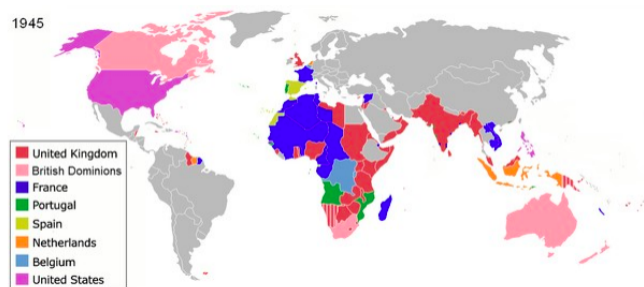 1945
United Kingdom
British Dominions
France
Portugal
Spain
Netherlands
Belgium
United States